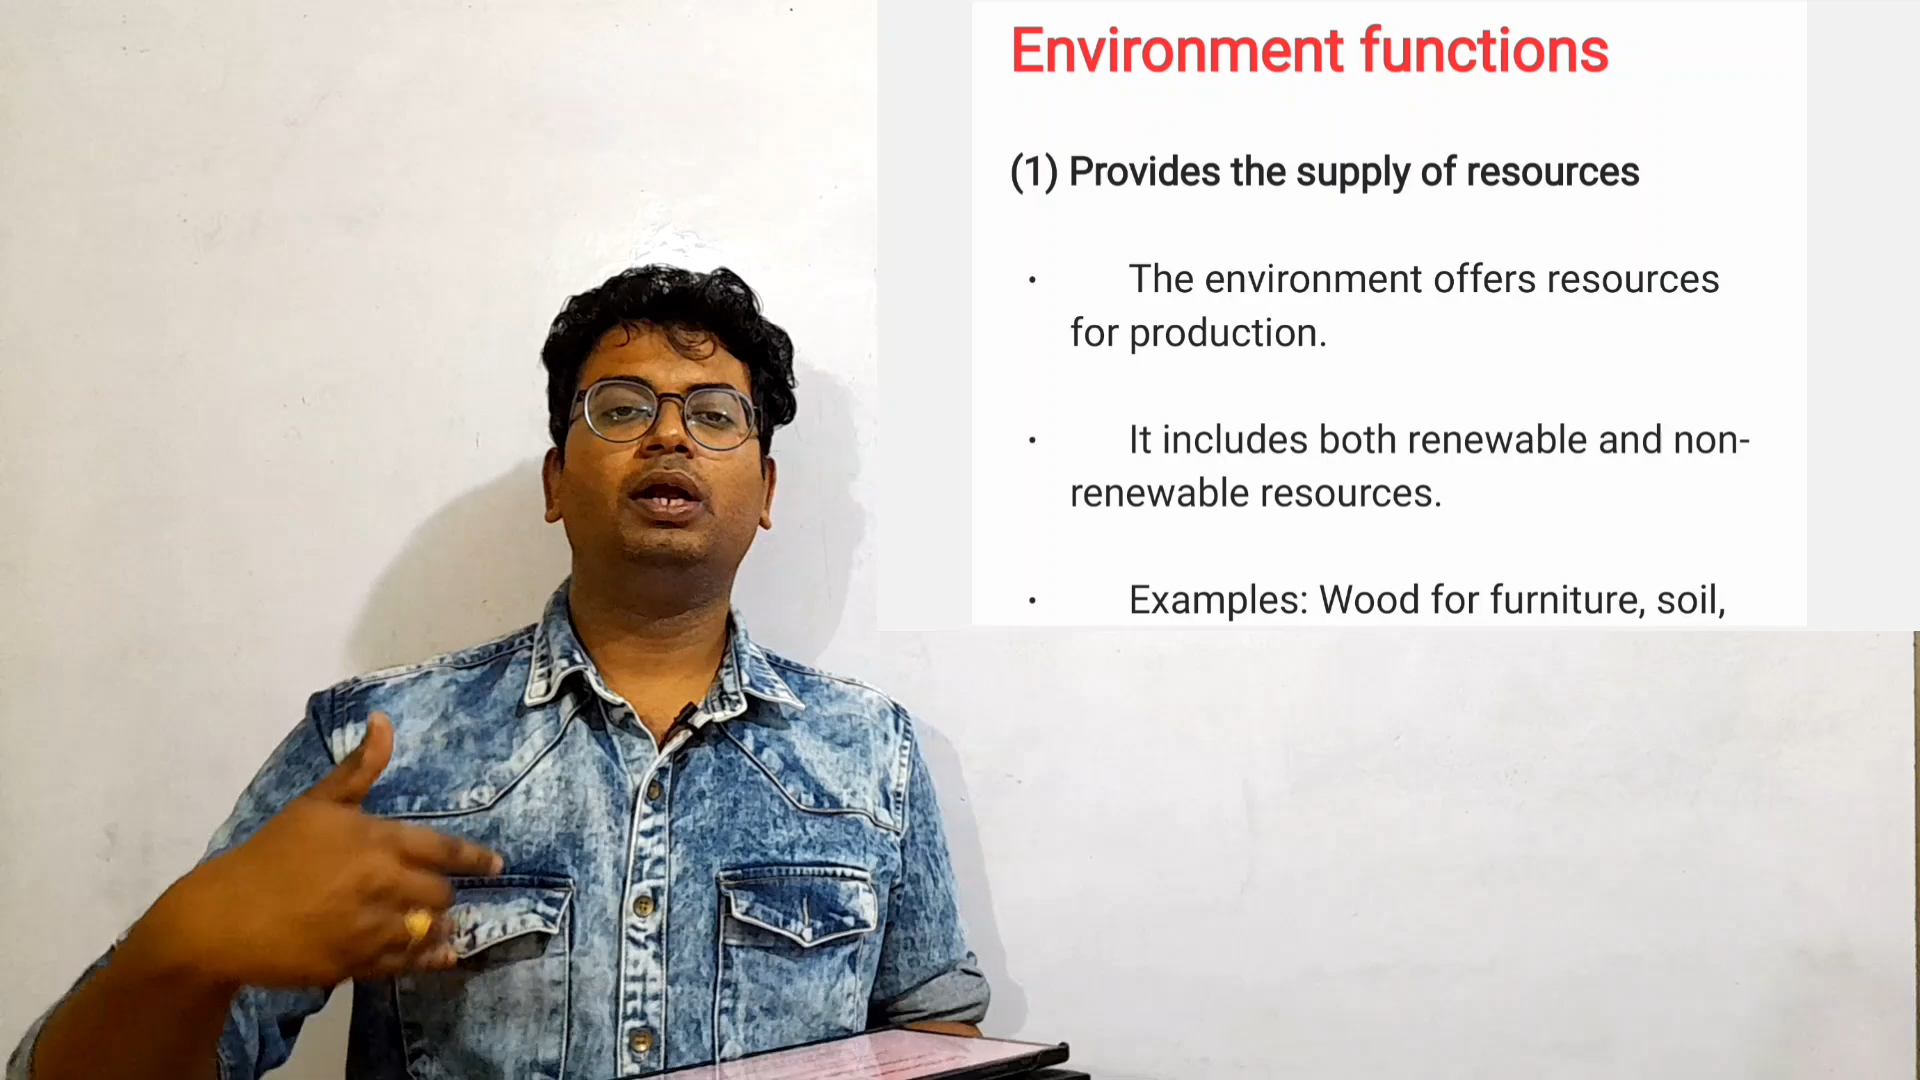 Environment functions
(1) Provides the supply of resources
· The environment offers resources
for production.
· It includes both renewable and non-
renewable resources.
· Examples: Wood for furniture, soil,